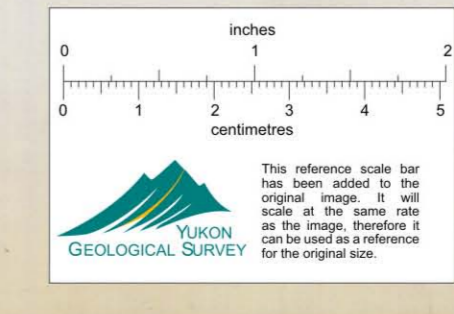 inches
0 1 2
0 1 2 3 4 5
centimetres
YUKON
GEOLOGICAL SURVEY
This reference scale bar
has been added to the
original image. It will
scale at the same rate
as the image, therefore it
can be used as a reference
for the original size.